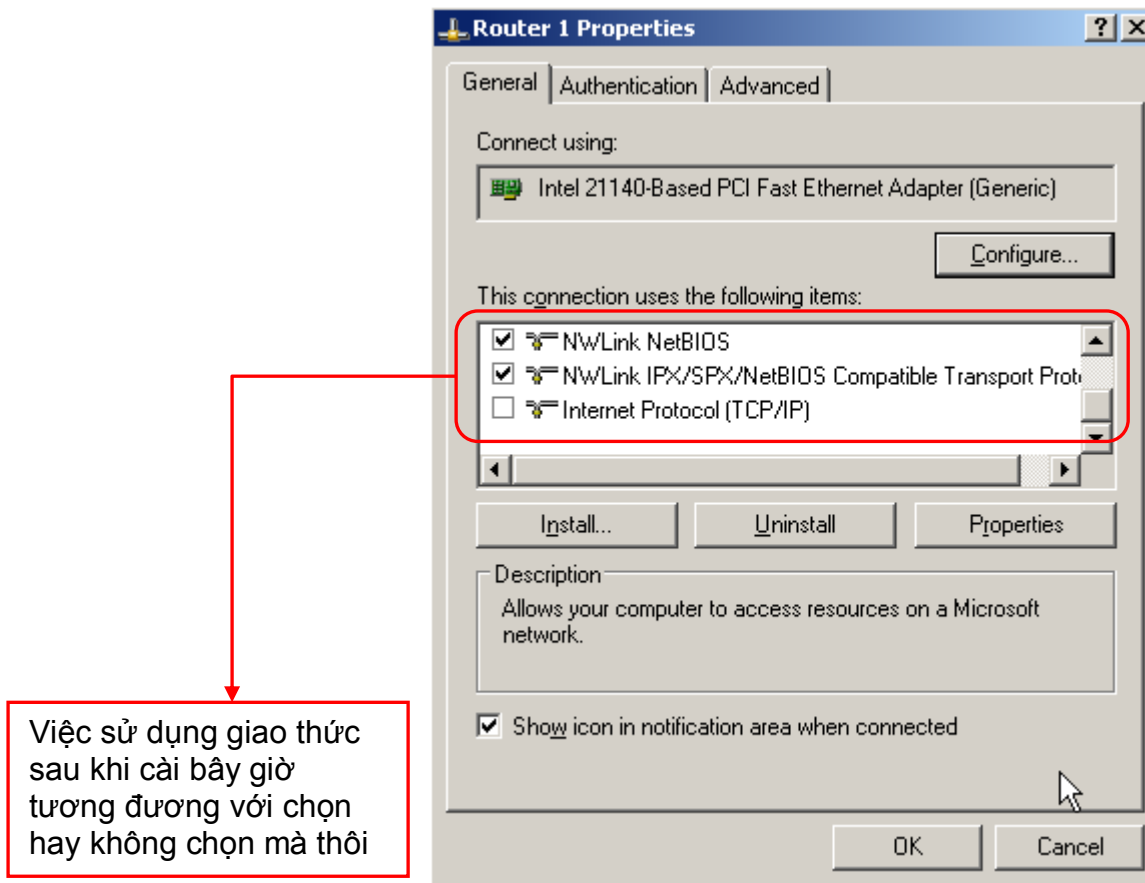 Router 1 Properties
General
Authentication
Advanced
Connect using:
Intel 21140-Based PCI Fast Ethernet Adapter (Generic)
Configure...
This connection uses the following items:
NWLink NetBIOS
NWLink IPX/SPX/NetBIOS Compatible Transport Proto
Internet Protocol (TCP/IP)
Install...
Uninstall
Properties
Description
Allows your computer to access resources on a Microsoft
network.
Show icon in notification area when connected
OK
Cancel
Việc sử dụng giao thức
sau khi cài bây giờ
tương đương với chọn
hay không chọn mà thôi